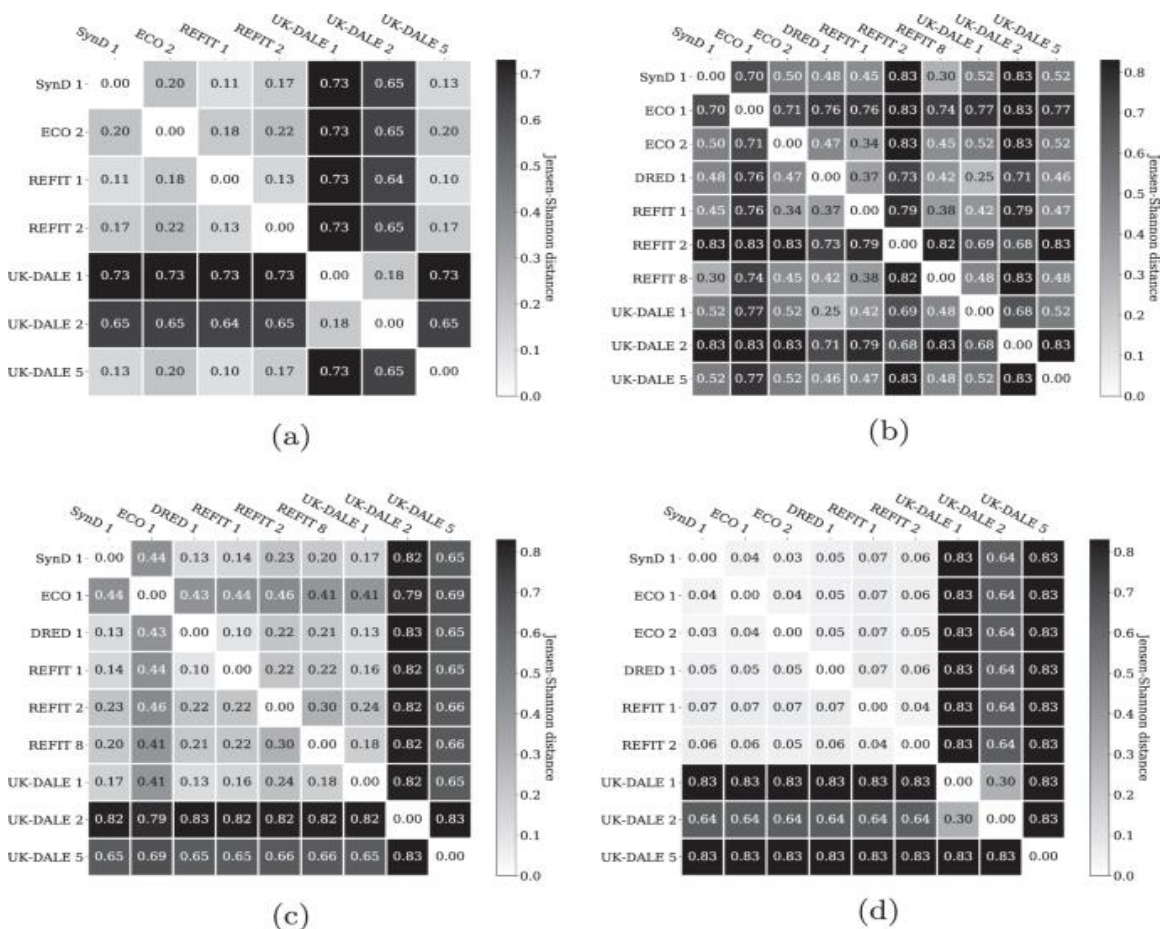 SynD 1 ECO 2 REFIT 1 REFIT 2 UK-DALE 1 UK-DALE 2 UK-DALE 5
SynD 1 0.00 0.20 0.11 0.17 0.73 0.65 0.13
ECO 2 0.20 0.00 0.18 0.22 0.73 0.65 0.20
REFIT 1 0.11 0.18 0.00 0.13 0.73 0.64 0.10
REFIT 2 0.17 0.22 0.13 0.00 0.73 0.65 0.17
UK-DALE 1 0.73 0.73 0.73 0.73 0.00 0.18 0.73
UK-DALE 2 0.65 0.65 0.64 0.65 0.18 0.00 0.65
UK-DALE 5 0.13 0.20 0.10 0.17 0.73 0.65 0.00
0.7
0.6
0.5
0.4
0.3
0.2
0.1
0.0
Jensen-Shannon distance
(a)
SynD 1 ECO 1 ECO 2 DRED 1 REFIT 1 REFIT 2 REFIT 8 UK-DALE 1 UK-DALE 2 UK-DALE 5
SynD 1 0.00 0.70 0.50 0.48 0.45 0.83 0.30 0.52 0.83 0.52
ECO 1 0.70 0.00 0.71 0.76 0.76 0.83 0.74 0.77 0.83 0.77
ECO 2 0.50 0.71 0.00 0.47 0.34 0.83 0.45 0.52 0.83 0.52
DRED 1 0.48 0.76 0.47 0.00 0.37 0.73 0.42 0.25 0.71 0.46
REFIT 1 0.45 0.76 0.34 0.37 0.00 0.79 0.38 0.42 0.79 0.47
REFIT 2 0.83 0.83 0.83 0.73 0.79 0.00 0.82 0.69 0.68 0.83
REFIT 8 0.30 0.74 0.45 0.42 0.38 0.82 0.00 0.48 0.83 0.48
UK-DALE 1 0.52 0.77 0.52 0.25 0.42 0.69 0.48 0.00 0.68 0.52
UK-DALE 2 0.83 0.83 0.83 0.71 0.79 0.68 0.83 0.68 0.00 0.83
UK-DALE 5 0.52 0.77 0.52 0.46 0.47 0.83 0.48 0.52 0.83 0.00
0.8
0.7
0.6
0.5
0.4
0.3
0.2
0.1
0.0
Jensen-Shannon distance
(b)
SynD 1 ECO 1 DRED 1 REFIT 1 REFIT 2 REFIT 8 UK-DALE 1 UK-DALE 2 UK-DALE 5
SynD 1 0.00 0.44 0.13 0.14 0.23 0.20 0.17 0.82 0.65
ECO 1 0.44 0.00 0.43 0.44 0.46 0.41 0.41 0.79 0.69
DRED 1 0.13 0.43 0.00 0.10 0.22 0.21 0.13 0.83 0.65
REFIT 1 0.14 0.44 0.10 0.00 0.22 0.22 0.16 0.82 0.65
REFIT 2 0.23 0.46 0.22 0.22 0.00 0.30 0.24 0.82 0.66
REFIT 8 0.20 0.41 0.21 0.22 0.30 0.00 0.18 0.82 0.66
UK-DALE 1 0.17 0.41 0.13 0.16 0.24 0.18 0.00 0.82 0.65
UK-DALE 2 0.82 0.79 0.83 0.82 0.82 0.82 0.82 0.00 0.83
UK-DALE 5 0.65 0.69 0.65 0.65 0.66 0.66 0.65 0.83 0.00
0.8
0.7
0.6
0.5
0.4
0.3
0.2
0.1
0.0
Jensen-Shannon distance
(c)
SynD 1 ECO 1 ECO 2 DRED 1 REFIT 1 REFIT 2 UK-DALE 1 UK-DALE 2 UK-DALE 5
SynD 1 0.00 0.04 0.03 0.05 0.07 0.06 0.83 0.64 0.83
ECO 1 0.04 0.00 0.04 0.05 0.07 0.06 0.83 0.64 0.83
ECO 2 0.03 0.04 0.00 0.05 0.07 0.05 0.83 0.64 0.83
DRED 1 0.05 0.05 0.05 0.00 0.07 0.06 0.83 0.64 0.83
REFIT 1 0.07 0.07 0.07 0.07 0.00 0.04 0.83 0.64 0.83
REFIT 2 0.06 0.06 0.05 0.06 0.04 0.00 0.83 0.64 0.83
UK-DALE 1 0.83 0.83 0.83 0.83 0.83 0.83 0.00 0.30 0.83
UK-DALE 2 0.64 0.64 0.64 0.64 0.64 0.64 0.30 0.00 0.83
UK-DALE 5 0.83 0.83 0.83 0.83 0.83 0.83 0.83 0.83 0.00
0.8
0.7
0.6
0.5
0.4
0.3
0.2
0.1
0.0
Jensen-Shannon distance
(d)